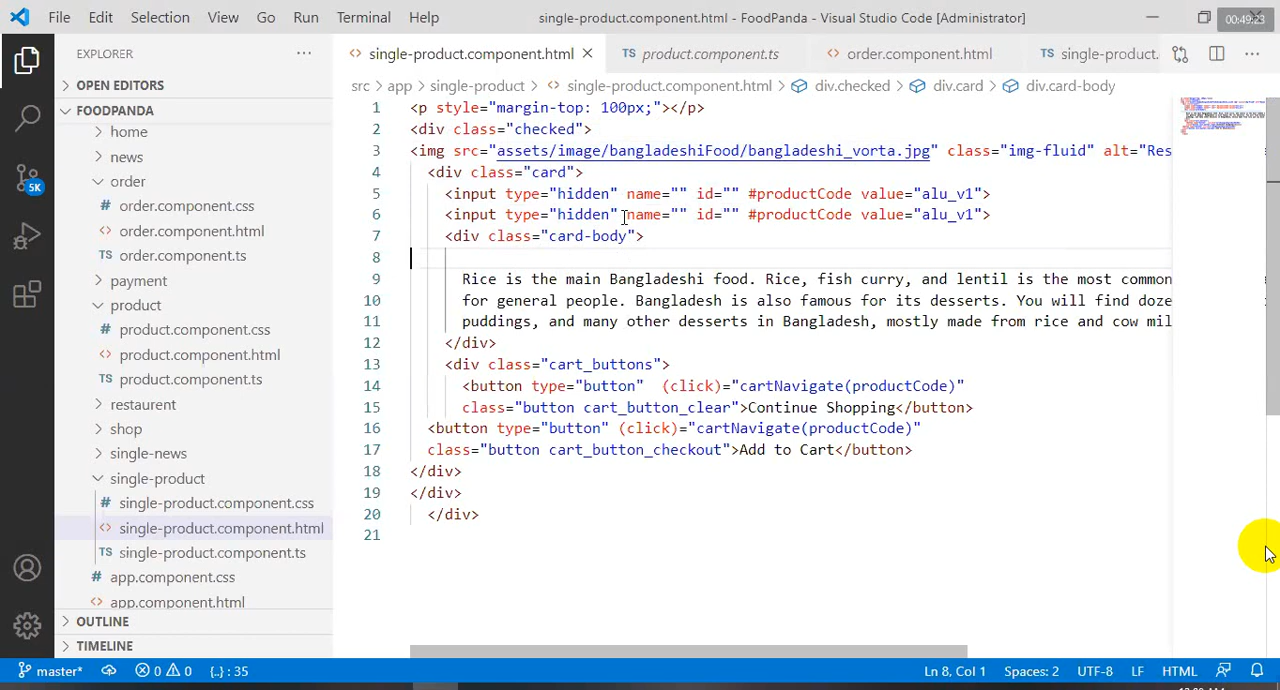 File Edit Selection View Go Run Terminal Help single-product.component.html - FoodPanda - Visual Studio Code [Administrator] 00:49:23
EXPLORER
OPEN EDITORS
FOODPANDA
home
news
order
order.component.css
order.component.html
order.component.ts
payment
product
product.component.css
product.component.html
product.component.ts
restaurent
shop
single-news
single-product
single-product.component.css
single-product.component.html
single-product.component.ts
app.component.css
app.component.html
OUTLINE
TIMELINE
5K
single-product.component.html TS product.component.ts order.component.html TS single-product.
src > app > single-product > single-product.component.html > div.checked > div.card > div.card-body
1 <p style="margin-top: 100px;"></p>
2 <div class="checked">
3 <img src="assets/image/bangladeshiFood/bangladeshi_vorta.jpg" class="img-fluid" alt="Res
4 <div class="card">
5 <input type="hidden" name="" id="" #productCode value="alu_v1">
6 <input type="hidden" name="" id="" #productCode value="alu_v1">
7 <div class="card-body">
8
9 Rice is the main Bangladeshi food. Rice, fish curry, and lentil is the most common
10 for general people. Bangladesh is also famous for its desserts. You will find doze
11 puddings, and many other desserts in Bangladesh, mostly made from rice and cow mil
12 </div>
13 <div class="cart_buttons">
14 <button type="button" (click)="cartNavigate(productCode)"
15 class="button cart_button_clear">Continue Shopping</button>
16 <button type="button" (click)="cartNavigate(productCode)"
17 class="button cart_button_checkout">Add to Cart</button>
18 </div>
19 </div>
20 </div>
21
master* 0 0 {..} : 35 Ln 8, Col 1 Spaces: 2 UTF-8 LF HTML